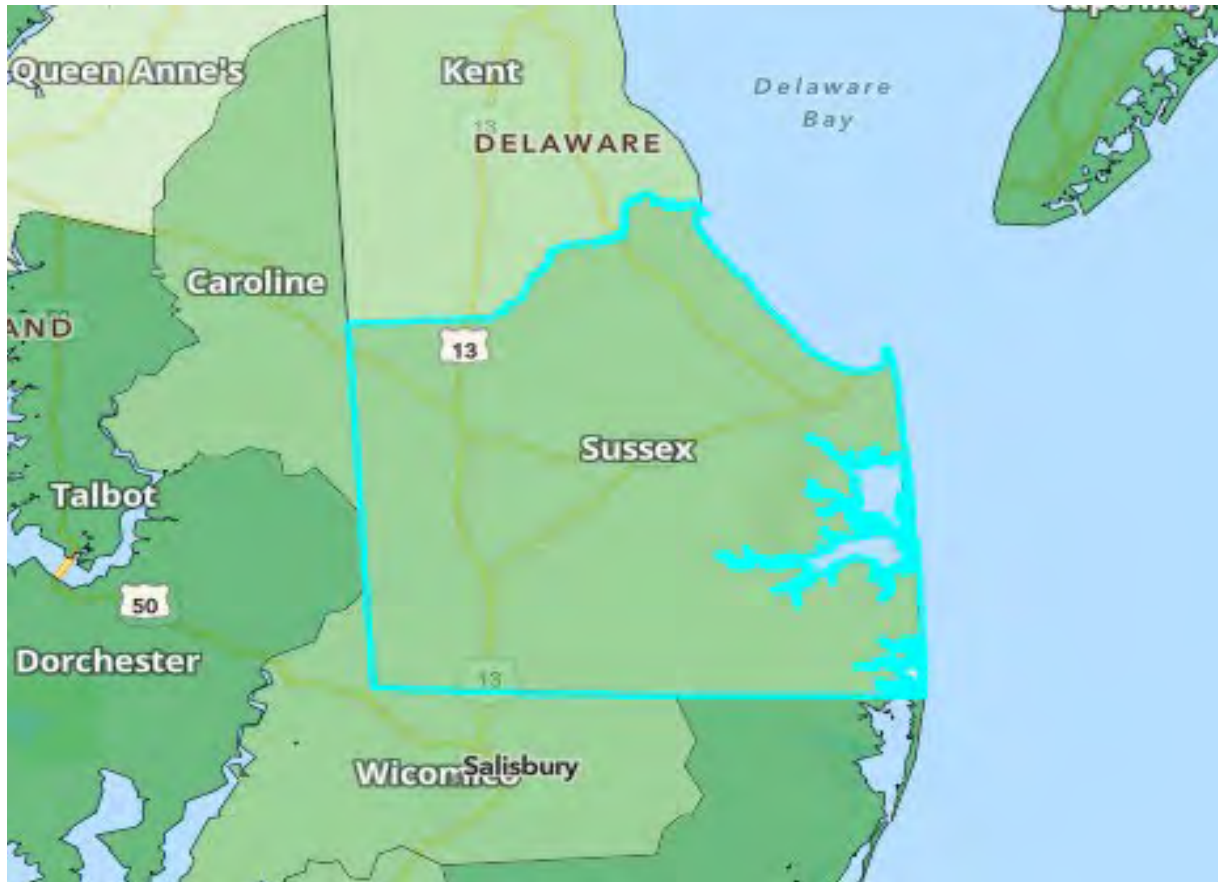 Queen Anne's
Kent
Delaware
Bay
13
DELAWARE
Caroline
AND
13
Sussex
Talbot
50
Dorchester
13
Wicomico
Salisbury